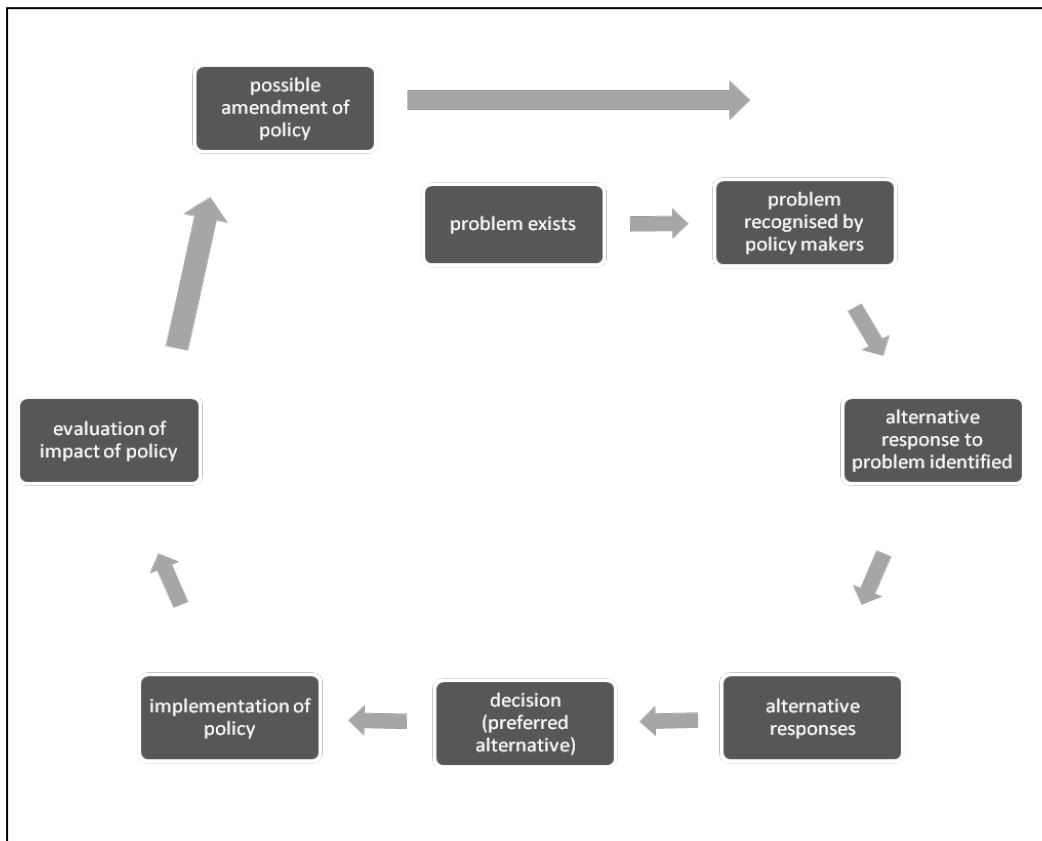 possible
amendment of
policy
problem exists
problem
recognised by
policy makers
alternative
response to
problem identified
alternative
responses
decision
(preferred
alternative)
implementation of
policy
evaluation of
impact of policy